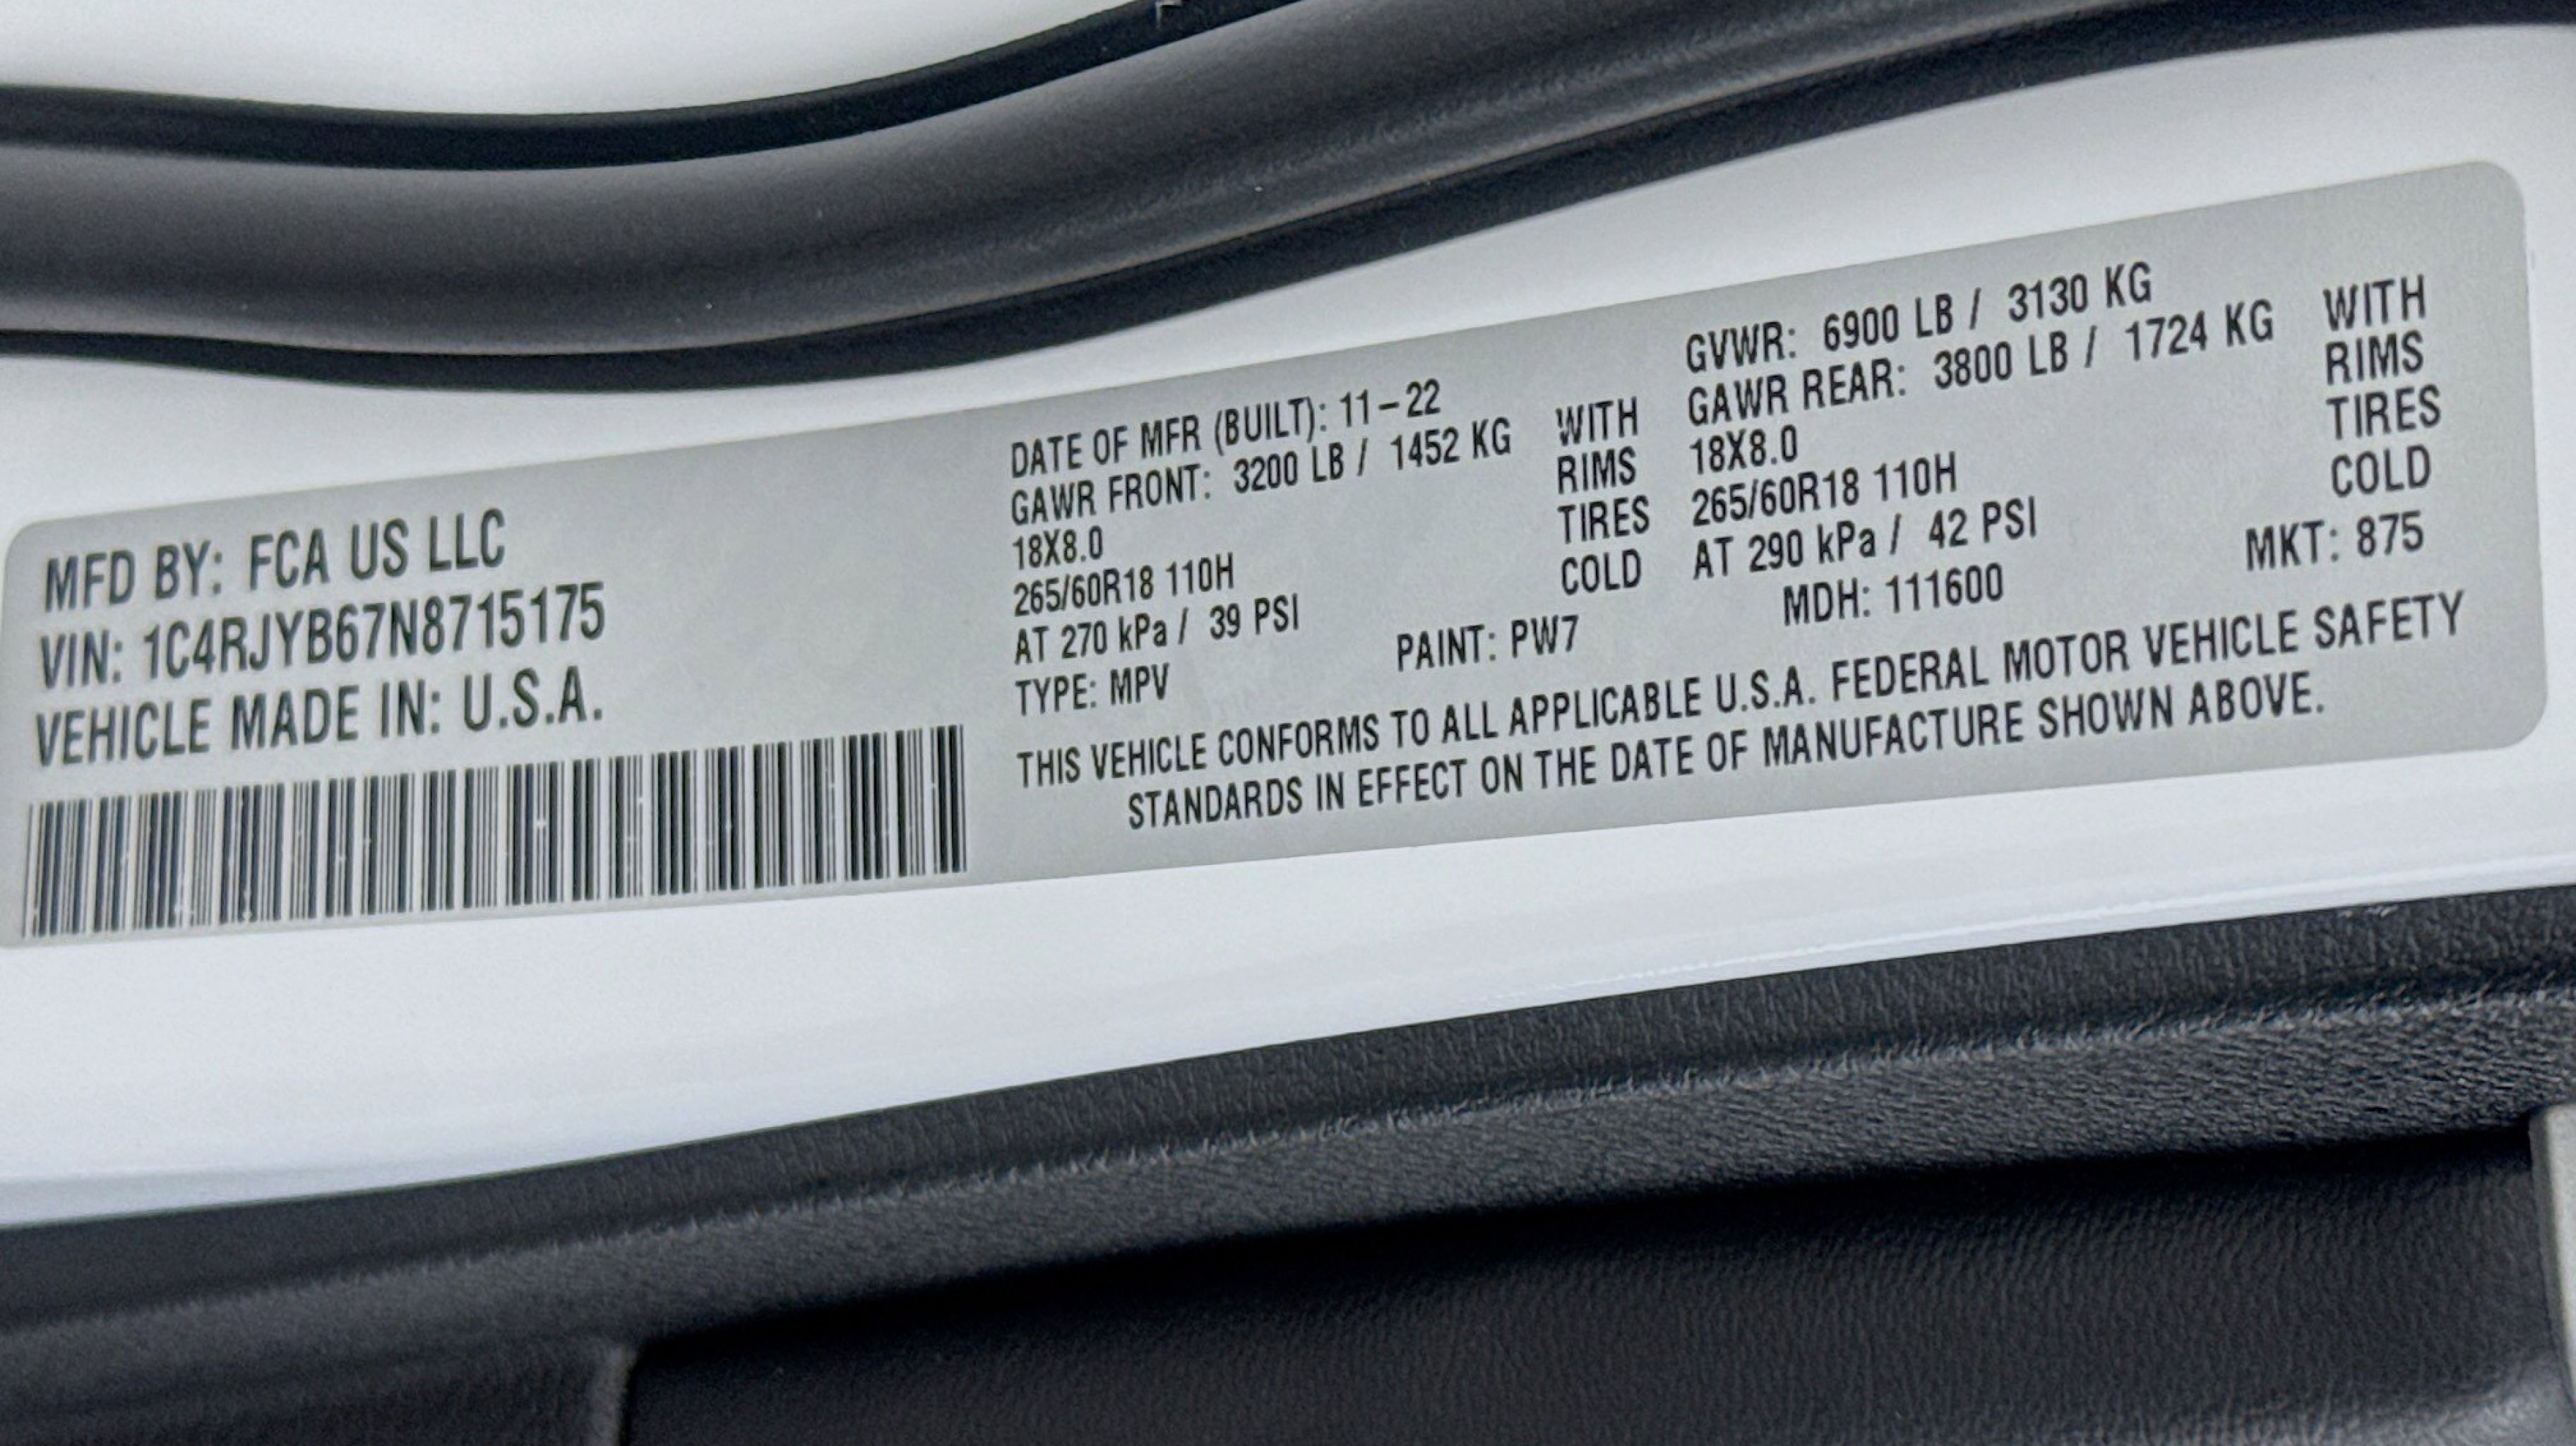 MFD BY: FCA US LLC
VIN: 1C4RJYB67N8715175
VEHICLE MADE IN: U.S.A.
DATE OF MFR (BUILT): 11-22
GAWR FRONT: 3200 LB / 1452 KG WITH
18X8.0 RIMS
265/60R18 110H TIRES
AT 270 kPa / 39 PSI COLD
TYPE: MPV PAINT: PW7
GVWR: 6900 LB / 3130 KG
GAWR REAR: 3800 LB / 1724 KG WITH
18X8.0 RIMS
265/60R18 110H TIRES
AT 290 kPa / 42 PSI COLD
MDH: 111600 MKT: 875
THIS VEHICLE CONFORMS TO ALL APPLICABLE U.S.A. FEDERAL MOTOR VEHICLE SAFETY
STANDARDS IN EFFECT ON THE DATE OF MANUFACTURE SHOWN ABOVE.